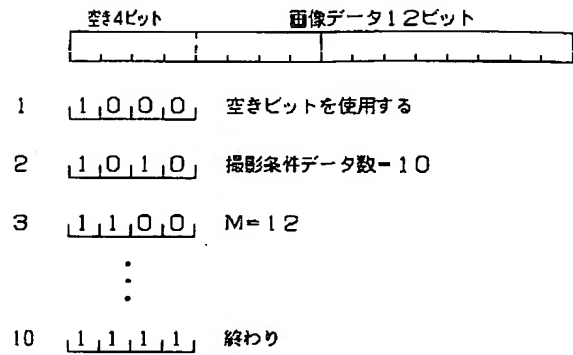 空き4ビット 画像データ12ビット
1 1 0 0 0 空きビットを使用する
2 1 0 1 0 撮影条件データ数=10
3 1 1 0 0 M=12
10 1 1 1 1 終わり